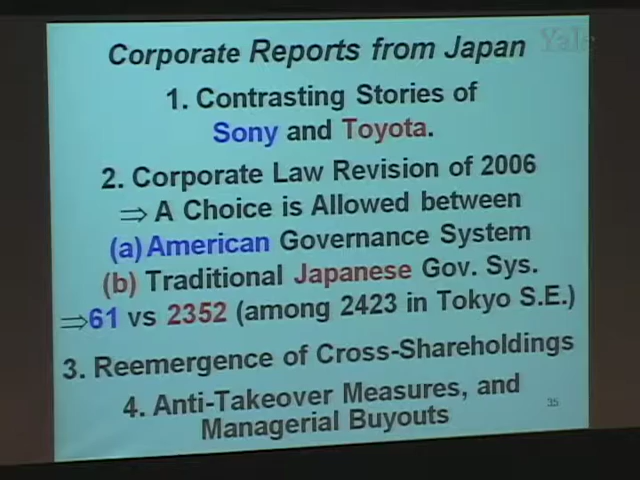 Corporate Reports from Japan
Yale
1. Contrasting Stories of
Sony and Toyota.
2. Corporate Law Revision of 2006
⇒ A Choice is Allowed between
(a) American Governance System
(b) Traditional Japanese Gov. Sys.
⇒61 vs 2352 (among 2423 in Tokyo S.E.)
3. Reemergence of Cross-Shareholdings
4. Anti-Takeover Measures, and
Managerial Buyouts
35